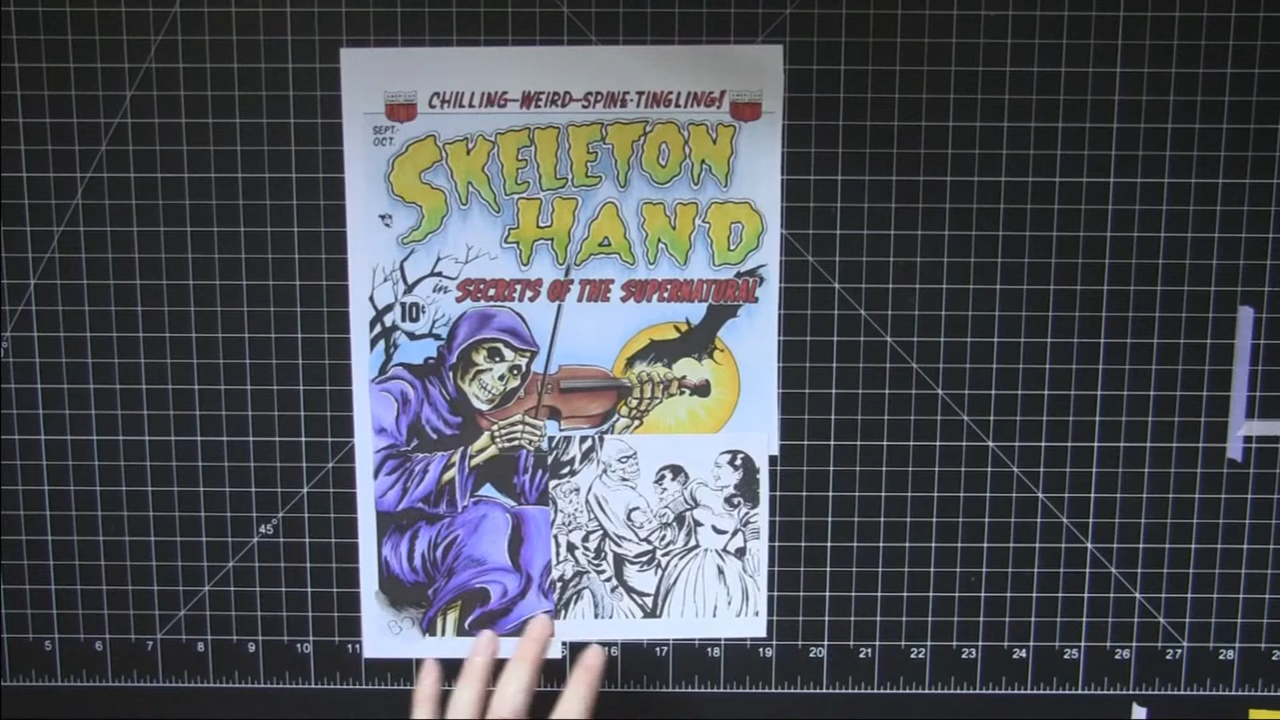 CHILLING—WEIRD—SPINE-TINGLING!
SEPT.-
OCT.
SKELETON
HAND
in SECRETS OF THE SUPERNATURAL
10¢
45°
5 6 7 8 9 10 11 16 17 18 19 20 21 22 23 24 25 26 27 28